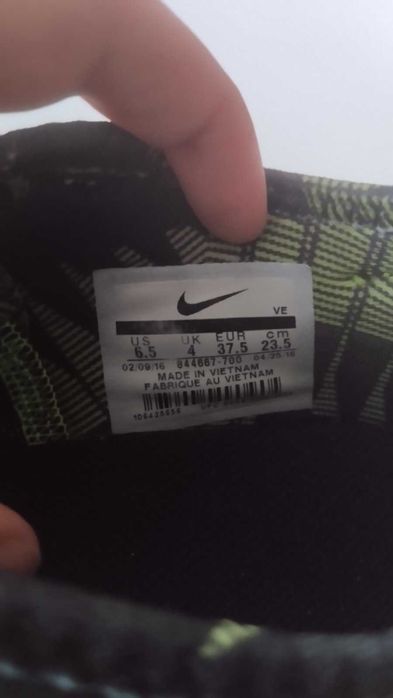 VE
US UK EUR cm
6.5 4 37.5 23.5
02/09/16 844667-700 04/25/16
MADE IN VIETNAM
FABRIQUE AU VIETNAM